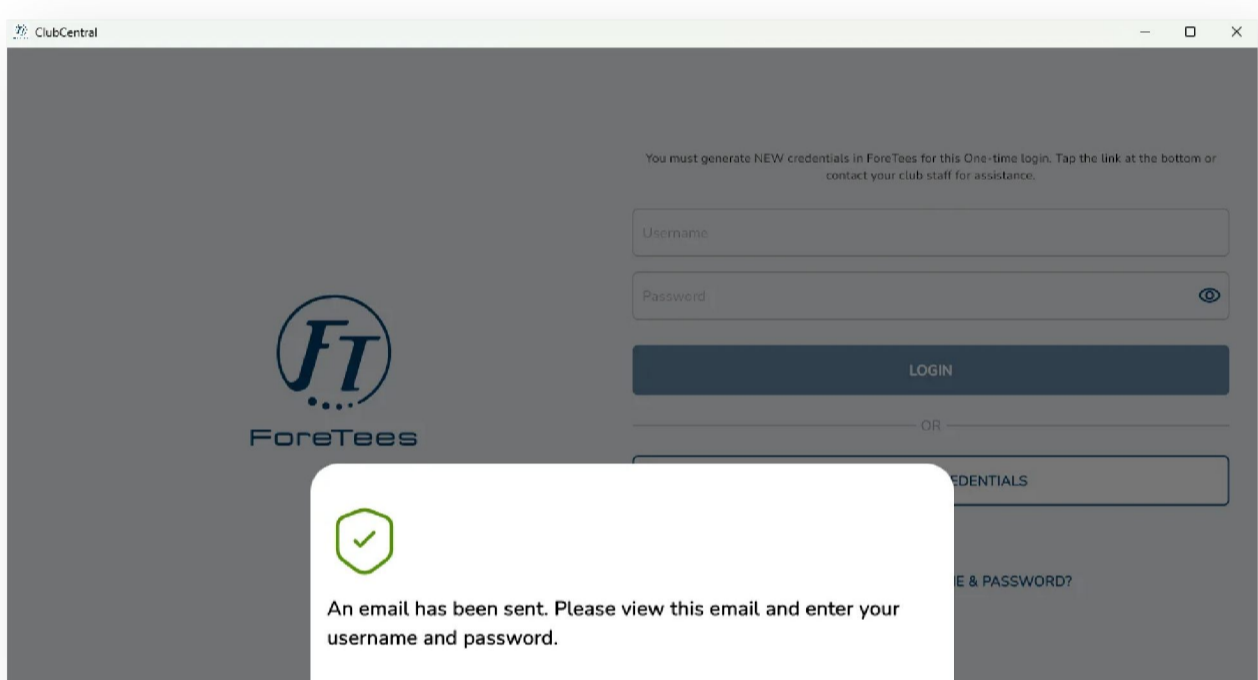 ClubCentral
You must generate NEW credentials in ForeTees for this One-time login. Tap the link at the bottom or
contact your club staff for assistance.
Username
Password
LOGIN
OR
EDENTIALS
E & PASSWORD?
FT
ForeTees
An email has been sent. Please view this email and enter your
username and password.